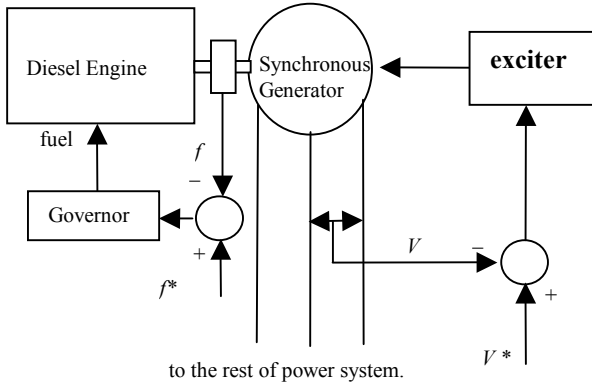 Diesel Engine
Synchronous
Generator
exciter
fuel
f
−
Governor
+
V
−
+
f*
V *
to the rest of power system.